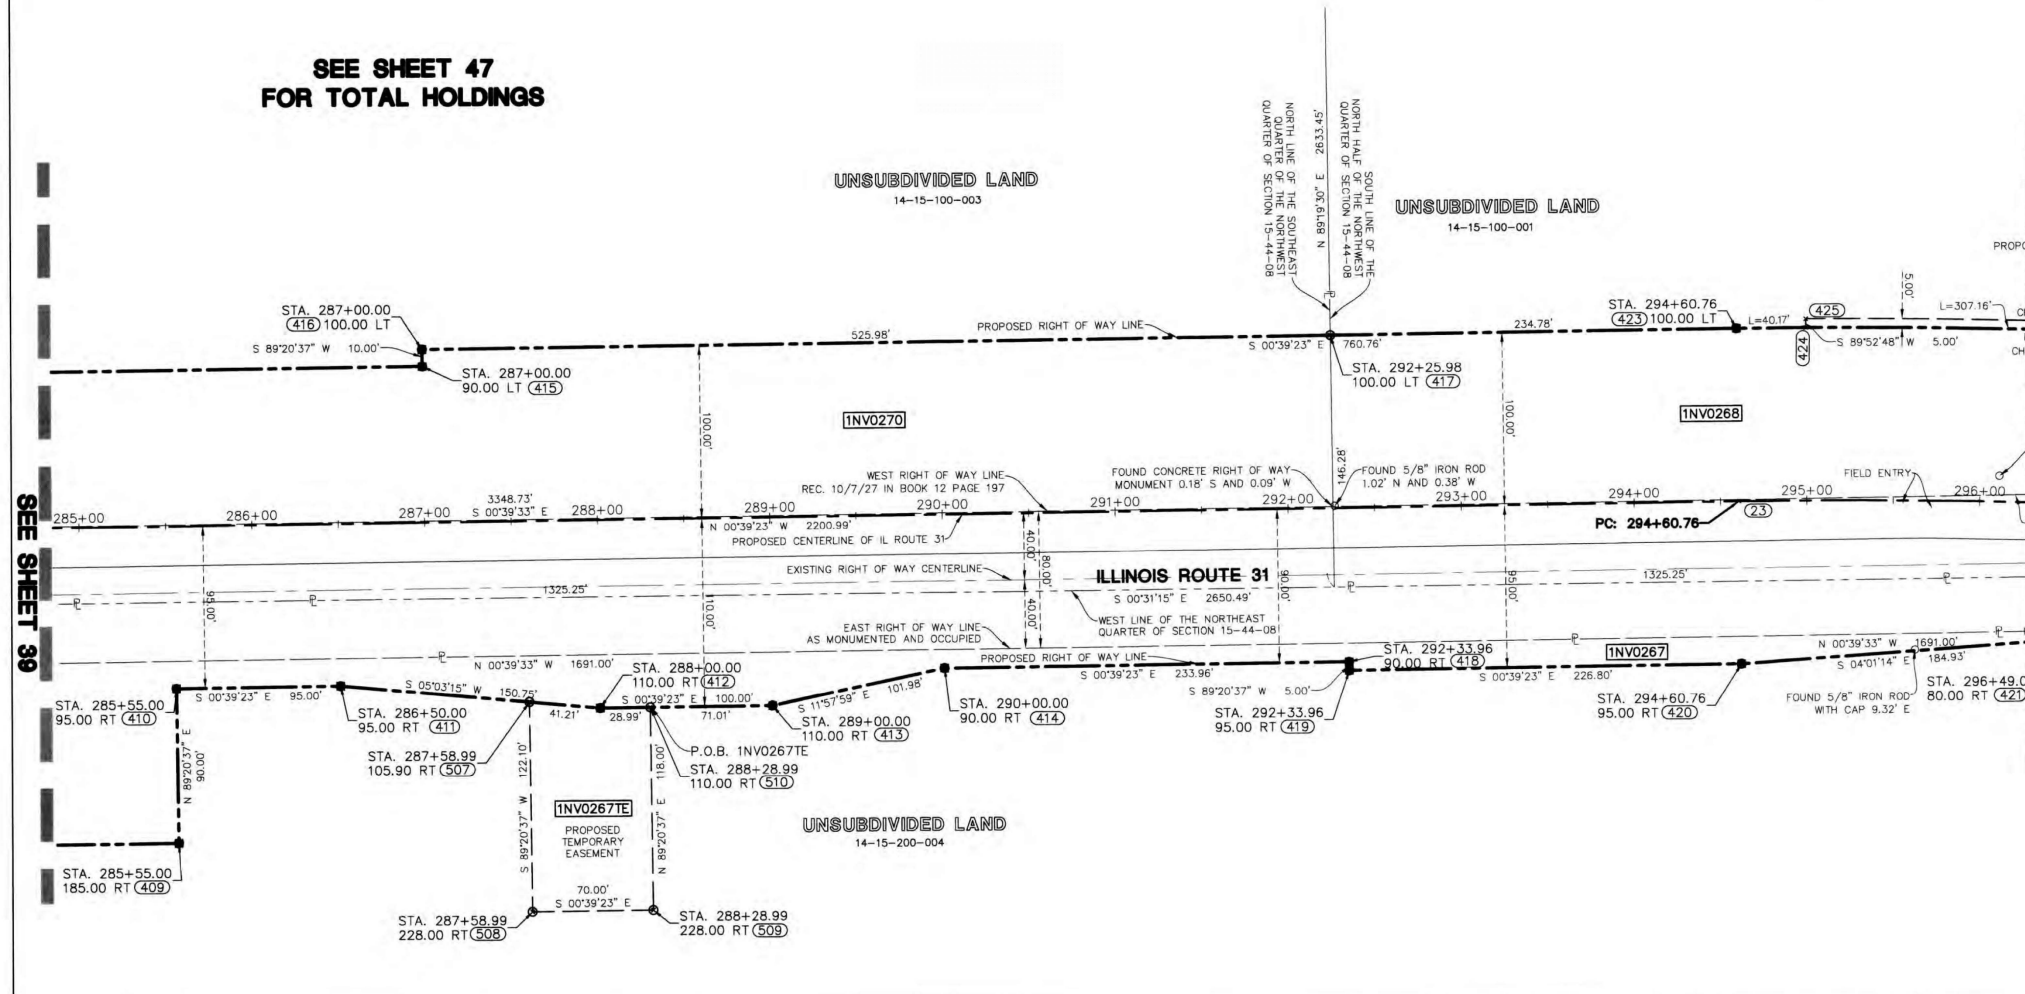 SEE SHEET 47
FOR TOTAL HOLDINGS
UNSUBDIVIDED LAND
14-15-100-003
NORTH LINE OF THE SOUTHEAST
QUARTER OF THE NORTHWEST
QUARTER OF SECTION 15-44-08
N 89°19'30" E 2633.45'
SOUTH LINE OF THE
NORTH HALF OF THE NORTHWEST
QUARTER OF SECTION 15-44-08
UNSUBDIVIDED LAND
14-15-100-001
PROPO
STA. 287+00.00
416 100.00 LT
S 89°20'37" W 10.00'
STA. 287+00.00
90.00 LT 415
525.98'
PROPOSED RIGHT OF WAY LINE
S 00°39'23" E 760.76'
234.78'
STA. 292+25.98
100.00 LT 417
STA. 294+60.76
423 100.00 LT
L=40.17'
425
424
S 89°52'48" W 5.00'
5.00'
L=307.16'
CH
CH
100.00'
1NV0270
146.28'
100.00'
1NV0268
WEST RIGHT OF WAY LINE
REC. 10/7/27 IN BOOK 12 PAGE 197
FOUND CONCRETE RIGHT OF WAY
MONUMENT 0.18' S AND 0.09' W
FOUND 5/8" IRON ROD
1.02' N AND 0.38' W
FIELD ENTRY
SEE SHEET 39
285+00
286+00
287+00
3348.73'
S 00°39'33" E
288+00
289+00
290+00
291+00
292+00
293+00
294+00
295+00
296+00
N 00°39'23" W 2200.99'
PROPOSED CENTERLINE OF IL ROUTE 31
PC: 294+60.76
23
95.00'
110.00'
40.00'
80.00'
40.00'
90.00'
95.00'
EXISTING RIGHT OF WAY CENTERLINE
ILLINOIS ROUTE 31
1325.25'
1325.25'
S 00°31'15" E 2650.49'
WEST LINE OF THE NORTHEAST
QUARTER OF SECTION 15-44-08
EAST RIGHT OF WAY LINE
AS MONUMENTED AND OCCUPIED
N 00°39'33" W 1691.00'
PROPOSED RIGHT OF WAY LINE
S 00°39'23" E 233.96'
STA. 292+33.96
90.00 RT 418
S 89°20'37" W 5.00'
STA. 292+33.96
95.00 RT 419
1NV0267
S 00°39'23" E 226.80'
N 00°39'33" W 1691.00'
S 04°01'14" E 184.93'
STA. 294+60.76
95.00 RT 420
FOUND 5/8" IRON ROD
WITH CAP 9.32' E
STA. 296+49.0
80.00 RT 421
STA. 285+55.00
95.00 RT 410
S 00°39'23" E 95.00'
STA. 286+50.00
95.00 RT 411
S 05°03'15" W 150.75'
41.21'
STA. 288+00.00
110.00 RT 412
S 00°39'23" E 100.00'
28.99'
71.01'
S 11°57'59" E 101.98'
STA. 289+00.00
110.00 RT 413
STA. 290+00.00
90.00 RT 414
STA. 287+58.99
105.90 RT 507
P.O.B. 1NV0267TE
STA. 288+28.99
110.00 RT 510
N 89°20'37" E
90.00'
S 89°20'37" W 122.10'
N 89°20'37" E 118.00'
1NV0267TE
PROPOSED
TEMPORARY
EASEMENT
UNSUBDIVIDED LAND
14-15-200-004
STA. 285+55.00
185.00 RT 409
70.00'
S 00°39'23" E
STA. 287+58.99
228.00 RT 508
STA. 288+28.99
228.00 RT 509